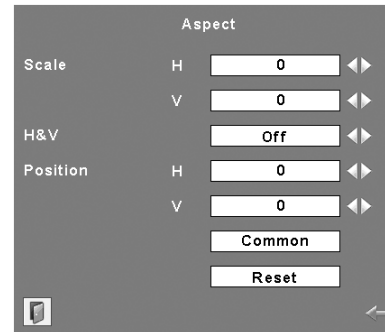 Aspect
Scale H 0
V 0
H&V Off
Position H 0
V 0
Common
Reset